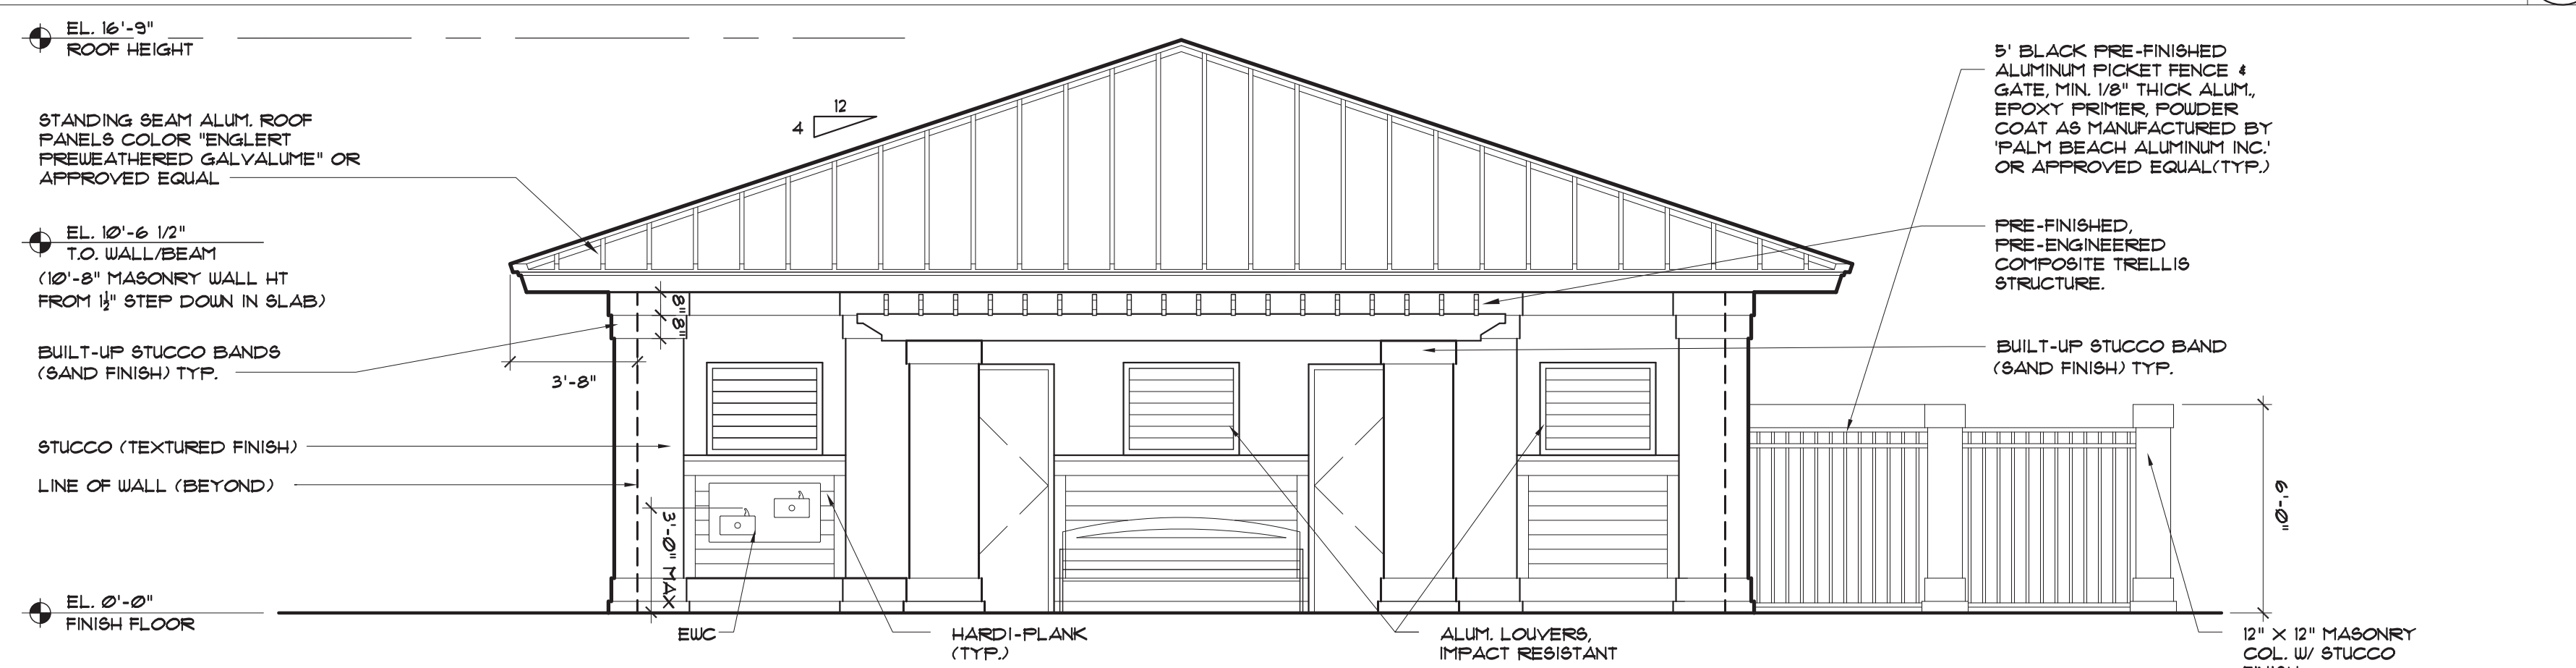 EL. 16'-9"
ROOF HEIGHT
STANDING SEAM ALUM. ROOF
PANELS COLOR "ENGLERT
PREWEATHERED GALVALUME" OR
APPROVED EQUAL
EL. 10'-6 1/2"
T.O. WALL/BEAM
(10'-8" MASONRY WALL HT
FROM 1½" STEP DOWN IN SLAB)
BUILT-UP STUCCO BANDS
(SAND FINISH) TYP.
STUCCO (TEXTURED FINISH)
LINE OF WALL (BEYOND)
EL. 0'-0"
FINISH FLOOR
12
4
8"
8"
3'-8"
3'-0" MAX
EWC
HARDI-PLANK
(TYP.)
ALUM. LOUVERS,
IMPACT RESISTANT
5' BLACK PRE-FINISHED
ALUMINUM PICKET FENCE &
GATE, MIN. 1/8" THICK ALUM.,
EPOXY PRIMER, POWDER
COAT AS MANUFACTURED BY
'PALM BEACH ALUMINUM INC.'
OR APPROVED EQUAL(TYP.)
PRE-FINISHED,
PRE-ENGINEERED
COMPOSITE TRELLIS
STRUCTURE.
BUILT-UP STUCCO BAND
(SAND FINISH) TYP.
6'-0"
12" X 12" MASONRY
COL. W/ STUCCO